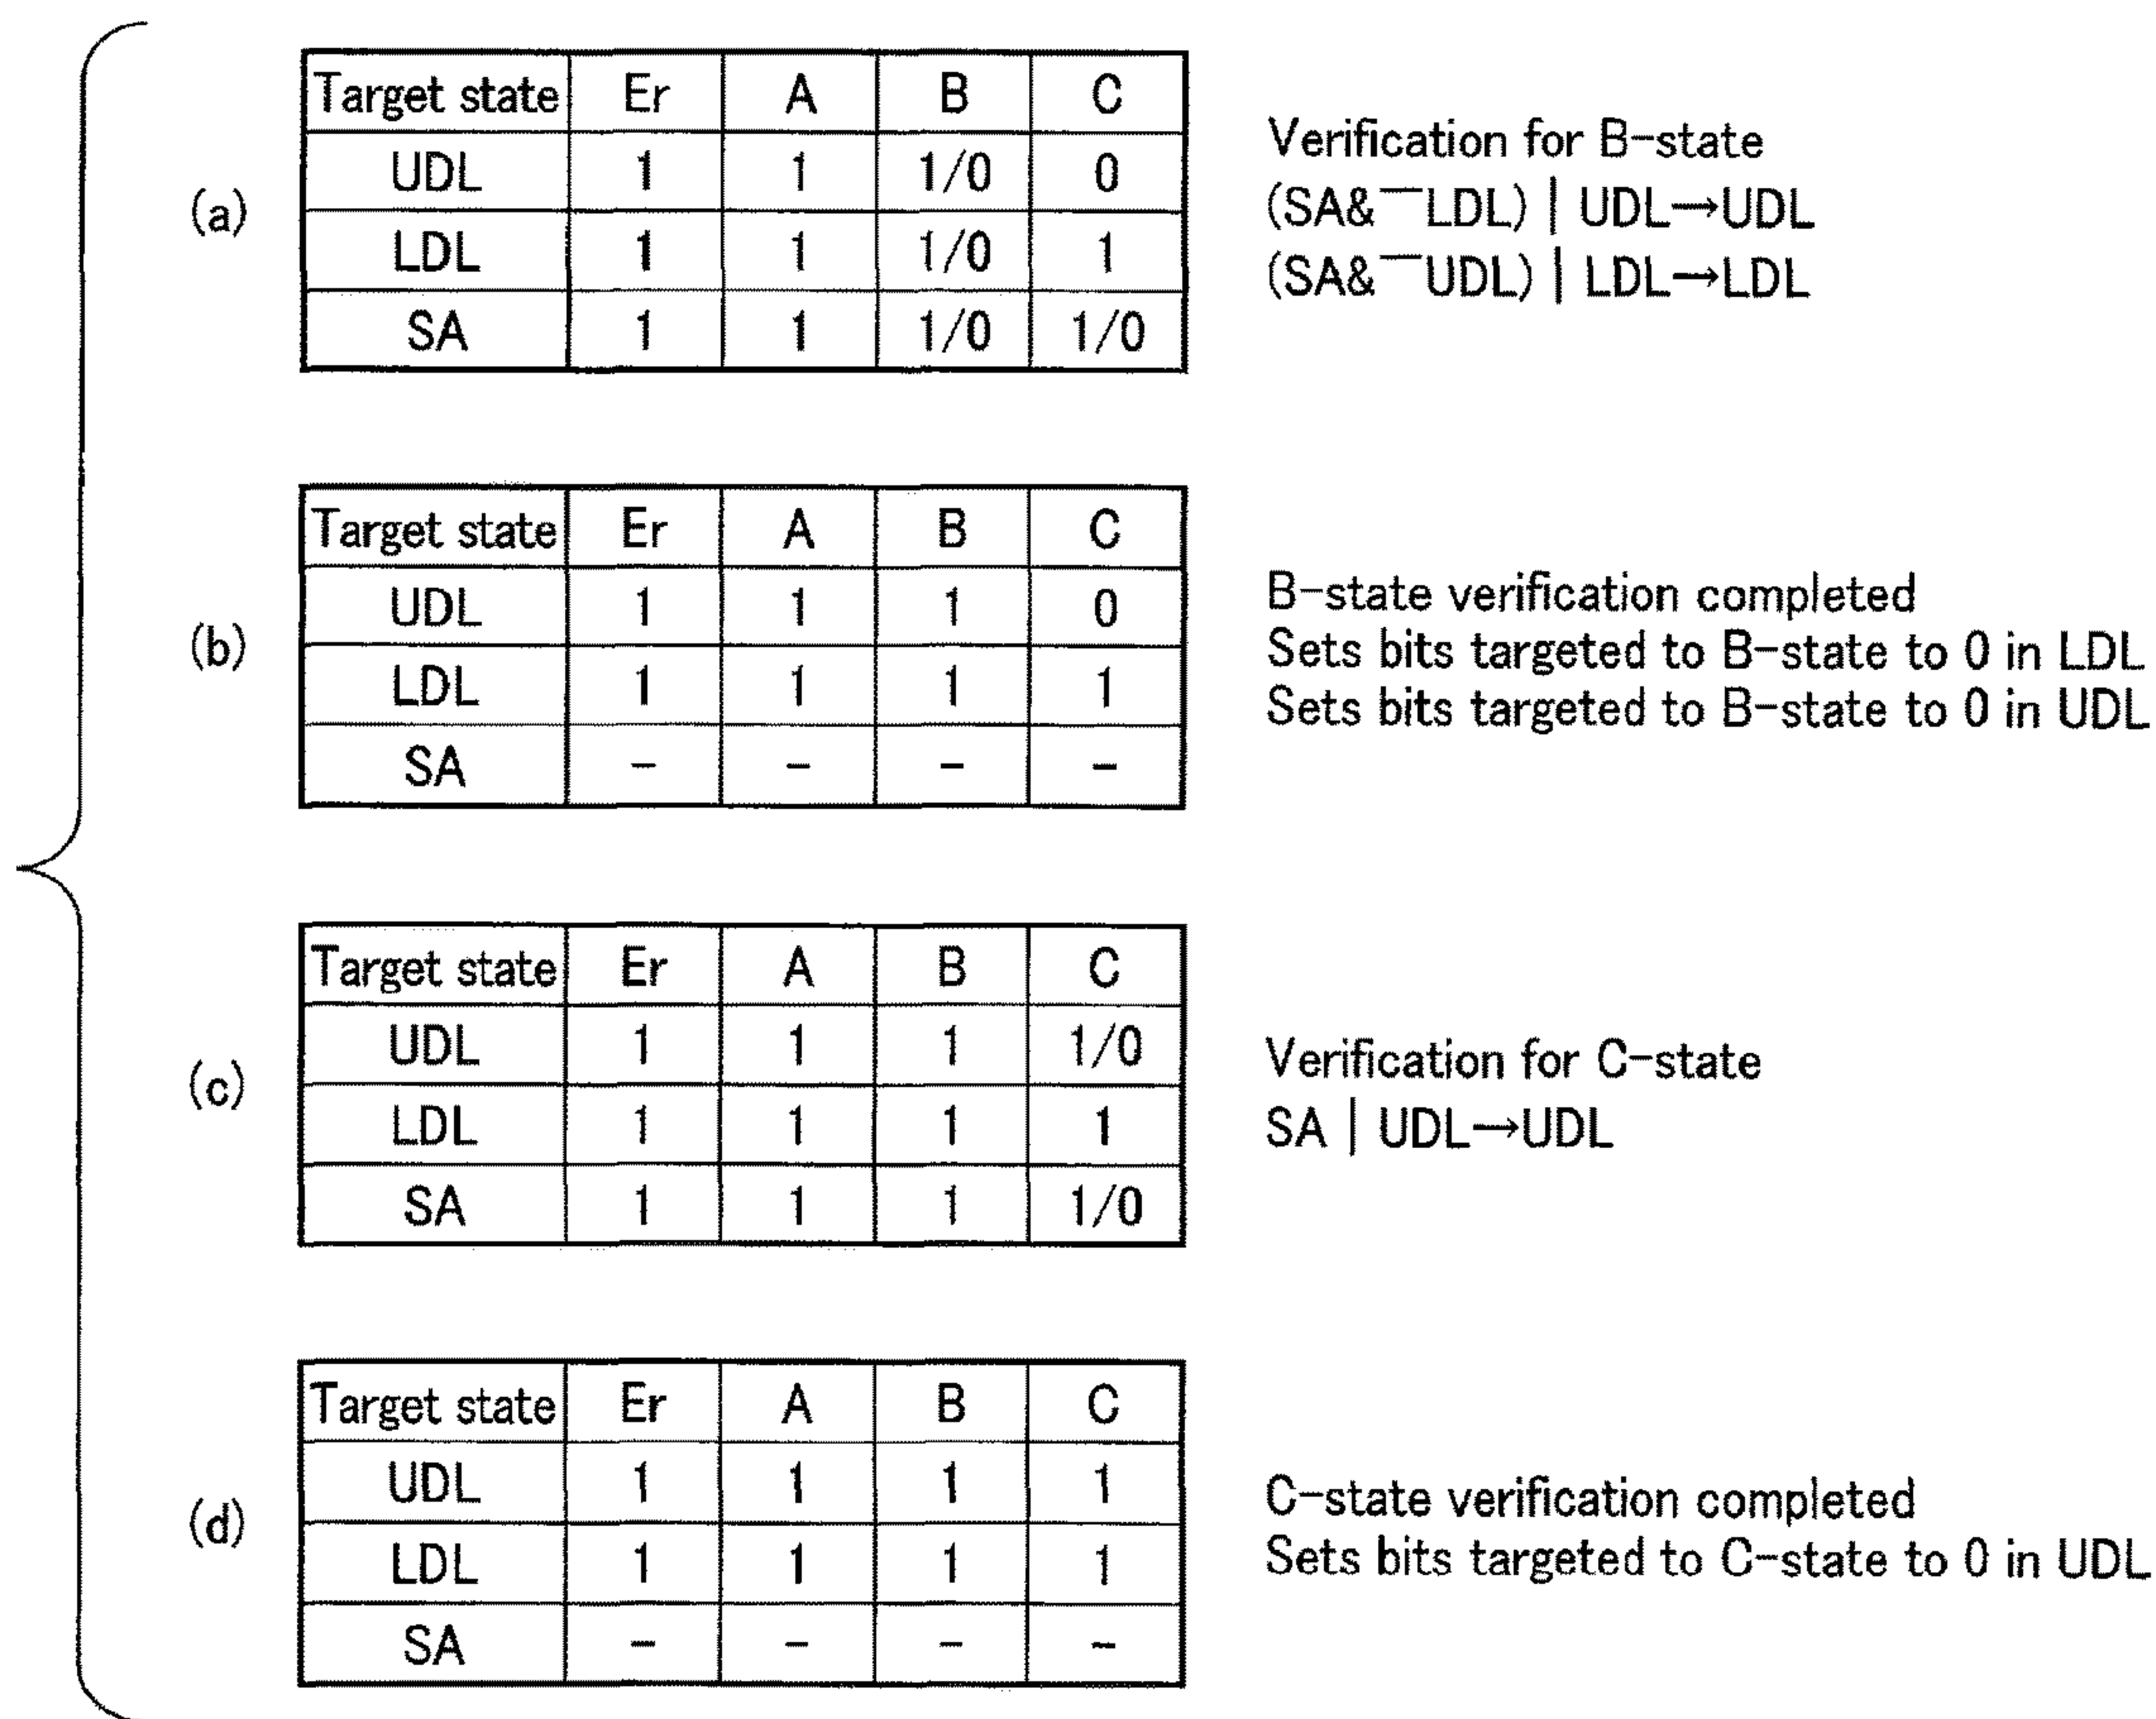 Target state Er A B C
(a)
UDL 1 1 1/0 0
LDL 1 1 1/0 1
SA 1 1 1/0 1/0
Verification for B-state
(SA&‾LDL) | UDL→UDL
(SA&‾UDL) | LDL→LDL
Target state Er A B C
(b)
UDL 1 1 1 0
LDL 1 1 1 1
SA - - - -
B-state verification completed
Sets bits targeted to B-state to 0 in LDL
Sets bits targeted to B-state to 0 in UDL
Target state Er A B C
(c)
UDL 1 1 1 1/0
LDL 1 1 1 1
SA 1 1 1 1/0
Verification for C-state
SA | UDL→UDL
Target state Er A B C
(d)
UDL 1 1 1 1
LDL 1 1 1 1
SA - - - -
C-state verification completed
Sets bits targeted to C-state to 0 in UDL